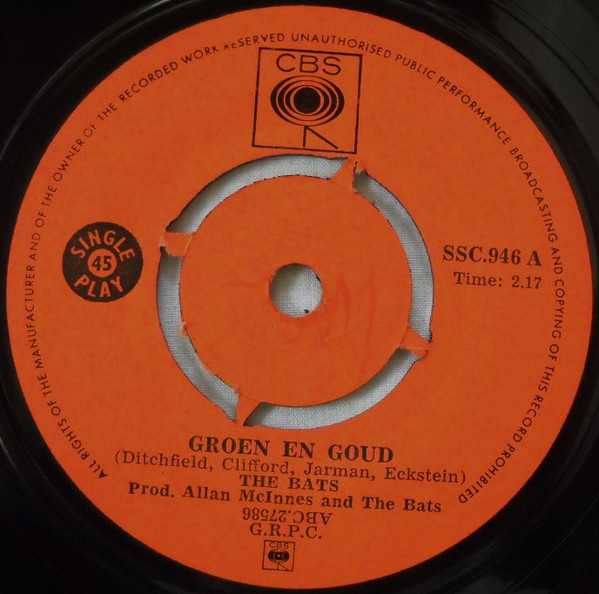 ALL RIGHTS OF THE MANUFACTURER AND OF THE OWNER OF THE RECORDED WORK RESERVED UNAUTHORISED PUBLIC PERFORMANCE BROADCASTING AND COPYING OF THIS RECORD PROHIBITED
CBS
SINGLE
45
PLAY
SSC.946 A
Time: 2.17
GROEN EN GOUD
(Ditchfield, Clifford, Jarman, Eckstein)
THE BATS
Prod. Allan McInnes and The Bats
ABC.27586
G.R.P.C.
CBS